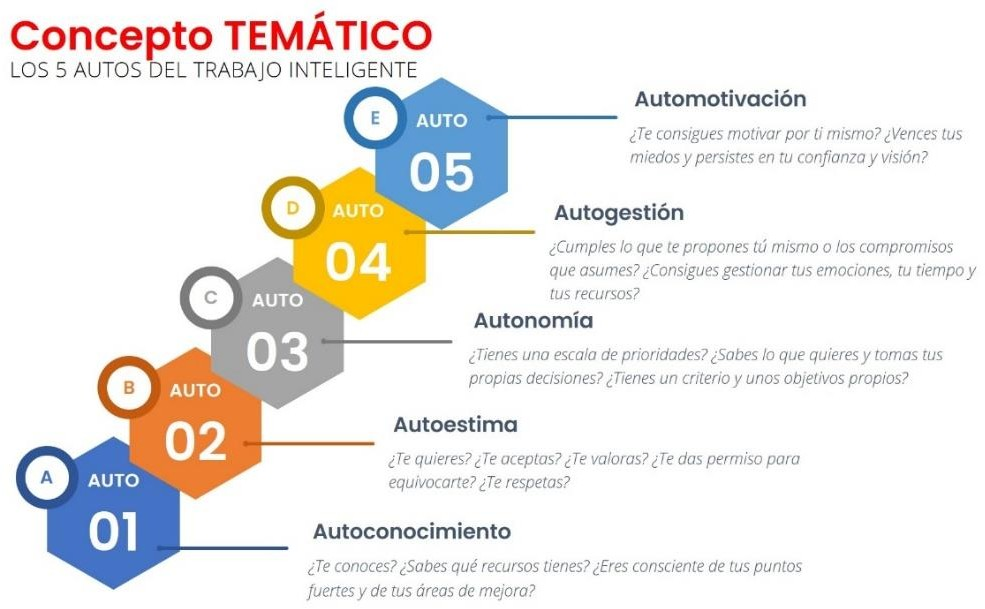 Concepto TEMÁTICO
LOS 5 AUTOS DEL TRABAJO INTELIGENTE
E
AUTO
05
Automotivación
¿Te consigues motivar por ti mismo? ¿Vences tus
miedos y persistes en tu confianza y visión?
D
AUTO
04
Autogestión
¿Cumples lo que te propones tú mismo o los compromisos
que asumes? ¿Consigues gestionar tus emociones, tu tiempo y
tus recursos?
C
AUTO
03
Autonomía
¿Tienes una escala de prioridades? ¿Sabes lo que quieres y tomas tus
propias decisiones? ¿Tienes un criterio y unos objetivos propios?
B
AUTO
02
Autoestima
¿Te quieres? ¿Te aceptas? ¿Te valoras? ¿Te das permiso para
equivocarte? ¿Te respetas?
A
AUTO
01
Autoconocimiento
¿Te conoces? ¿Sabes qué recursos tienes? ¿Eres consciente de tus puntos
fuertes y de tus áreas de mejora?